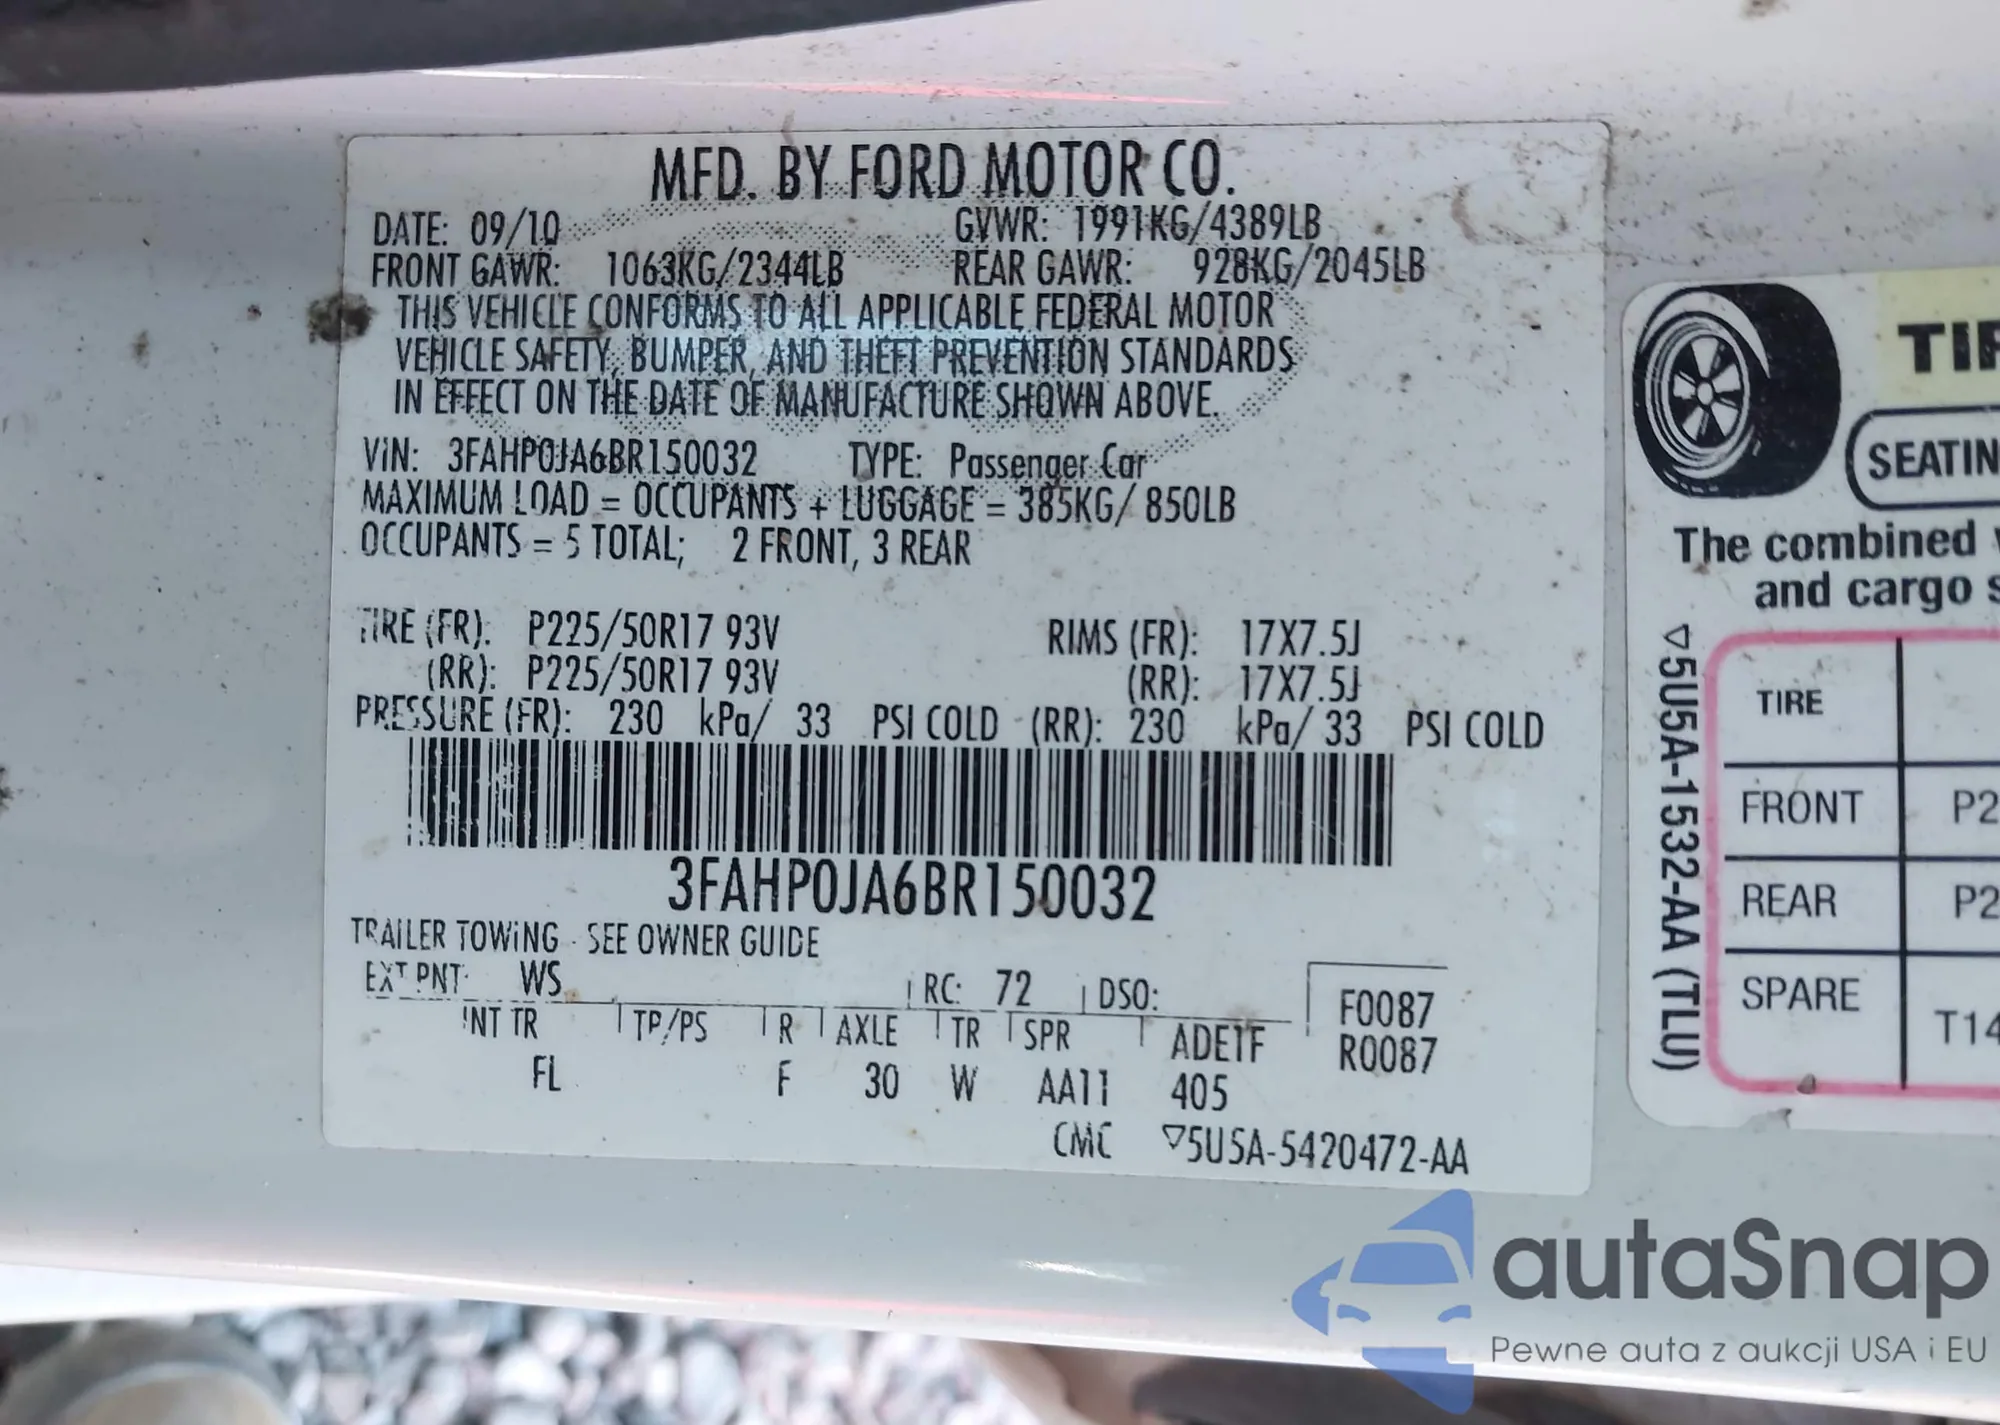 MFD. BY FORD MOTOR CO.
DATE: 09/10 GVWR: 1991KG/4389LB
FRONT GAWR: 1063KG/2344LB REAR GAWR: 928KG/2045LB
THIS VEHICLE CONFORMS TO ALL APPLICABLE FEDERAL MOTOR
VEHICLE SAFETY, BUMPER, AND THEFT PREVENTION STANDARDS
IN EFFECT ON THE DATE OF MANUFACTURE SHOWN ABOVE.
VIN: 3FAHP0JA6BR150032 TYPE: Passenger Car
MAXIMUM LOAD = OCCUPANTS + LUGGAGE = 385KG/ 850LB
OCCUPANTS = 5 TOTAL; 2 FRONT, 3 REAR
TIRE (FR): P225/50R17 93V RIMS (FR): 17X7.5J
(RR): P225/50R17 93V (RR): 17X7.5J
PRESSURE (FR): 230 kPa/ 33 PSI COLD (RR): 230 kPa/ 33 PSI COLD
3FAHP0JA6BR150032
TRAILER TOWING - SEE OWNER GUIDE
EXT PNT: WS RC: 72 DSO:
INT TR TP/PS R AXLE TR SPR ADETF
FL F 30 W AA11 405
F0087
R0087
CMC ▽5U5A-5420472-AA
TIR
SEATIN
The combined
and cargo s
▽5U5A-1532-AA (TLU)
TIRE
FRONT P2
REAR P2
SPARE T14
autaSnap
Pewne auta z aukcji USA i EU